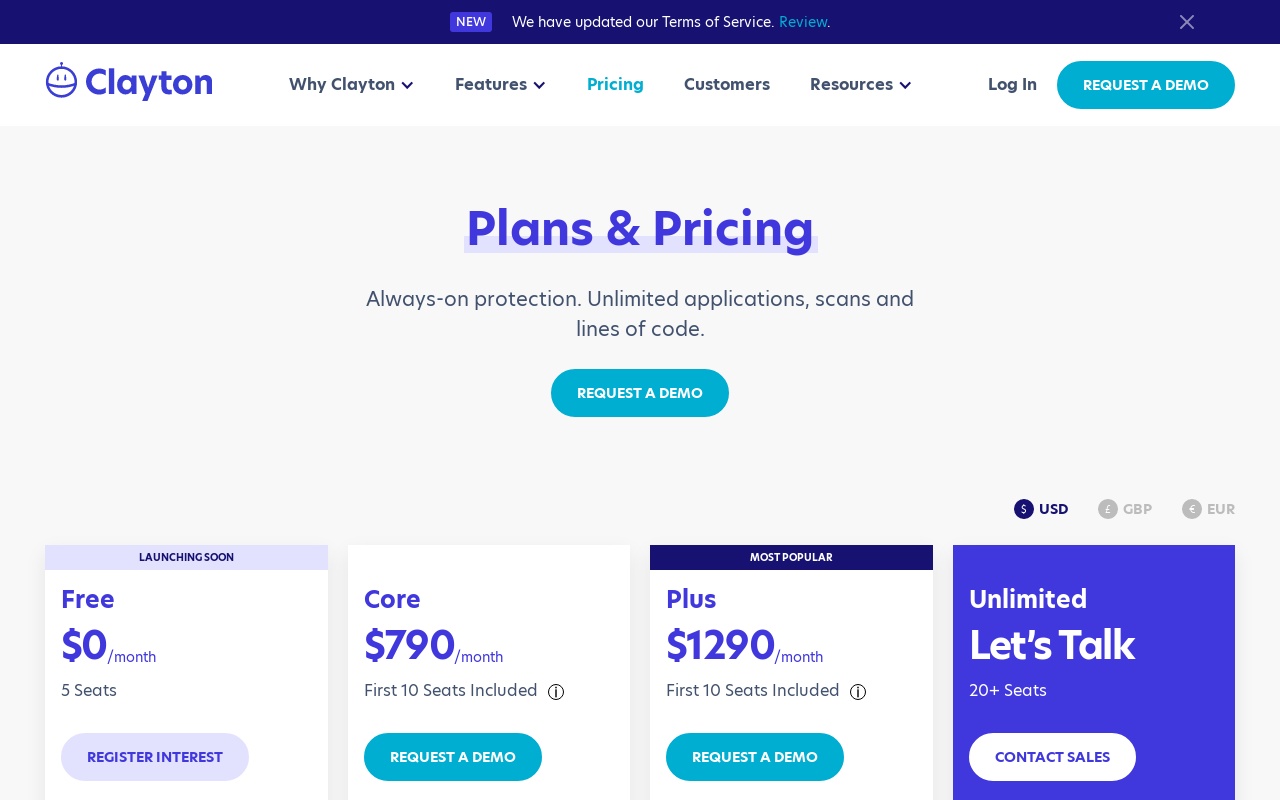 NEW We have updated our Terms of Service. Review.
Clayton Why Clayton Features Pricing Customers Resources Log In REQUEST A DEMO
Plans & Pricing
Always-on protection. Unlimited applications, scans and
lines of code.
REQUEST A DEMO
$ USD £ GBP € EUR
LAUNCHING SOON
Free
$0/month
5 Seats
REGISTER INTEREST
Core
$790/month
First 10 Seats Included ⓘ
REQUEST A DEMO
MOST POPULAR
Plus
$1290/month
First 10 Seats Included ⓘ
REQUEST A DEMO
Unlimited
Let's Talk
20+ Seats
CONTACT SALES